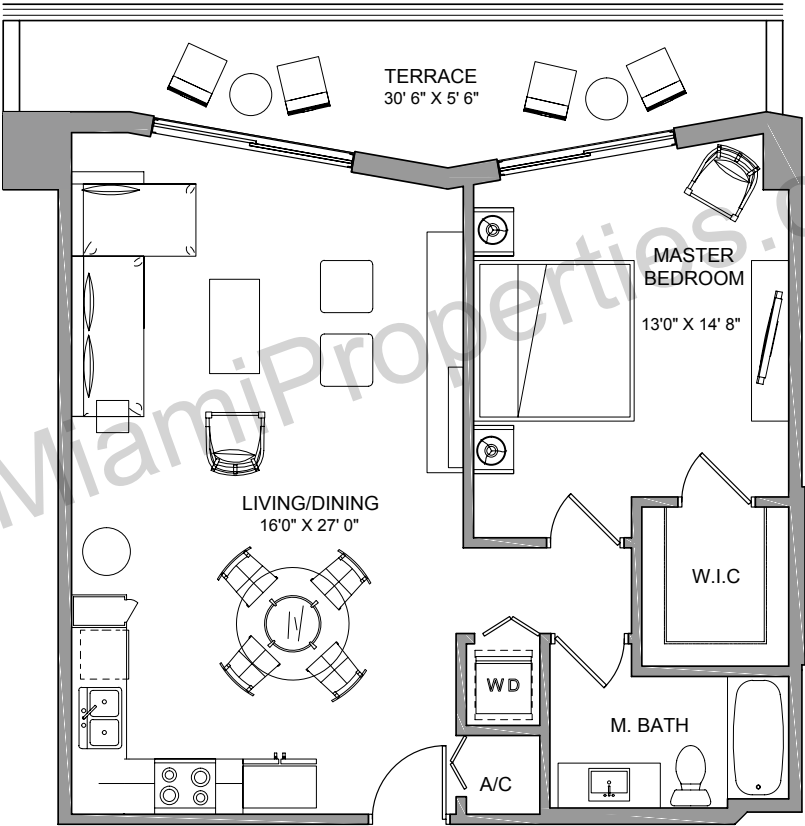 TERRACE
30' 6" X 5' 6"
MASTER
BEDROOM
13'0" X 14' 8"
MiamiProperties.c
LIVING/DINING
16'0" X 27' 0"
W.I.C
WD
M. BATH
A/C